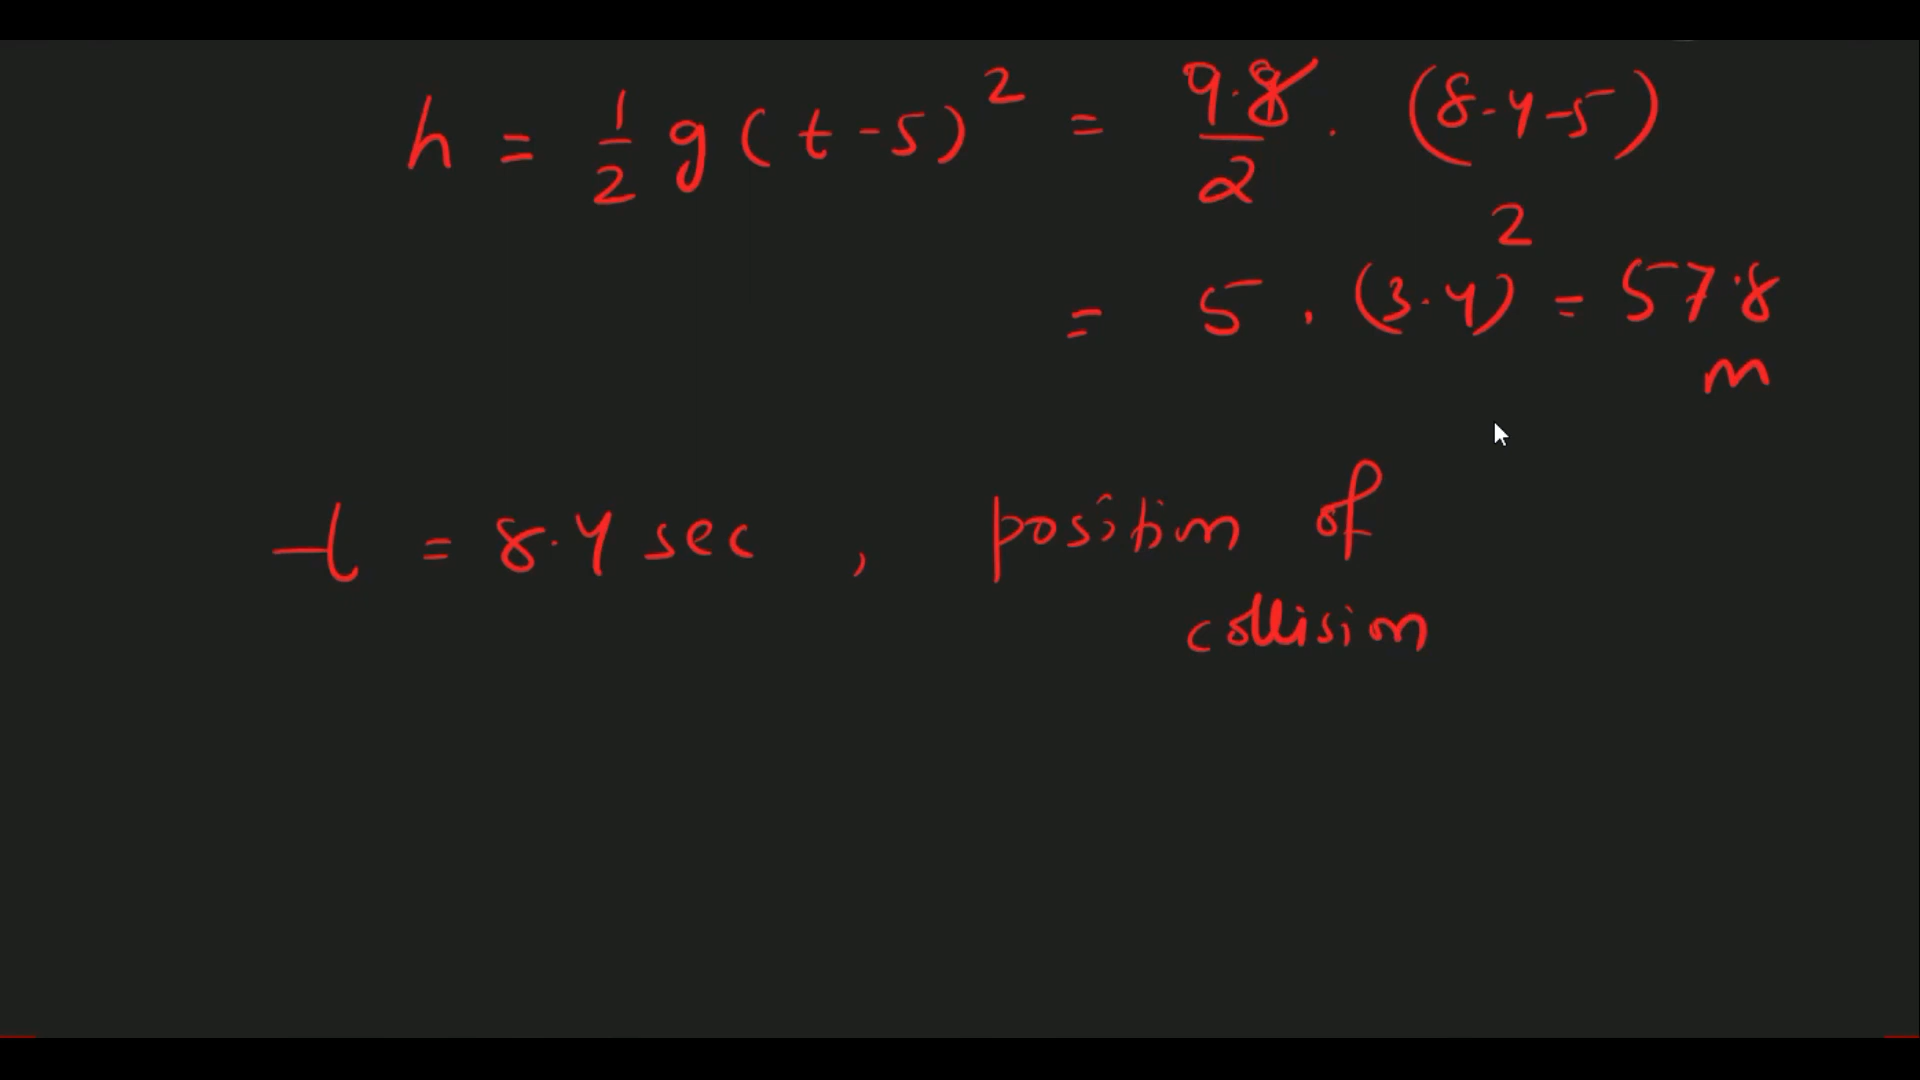 h = 1/2 g(t-5)² = 9.8/2 · (8.4-5)
= 5 · (3.4)² = 57.8
m
t = 8.4 sec , position of
collision